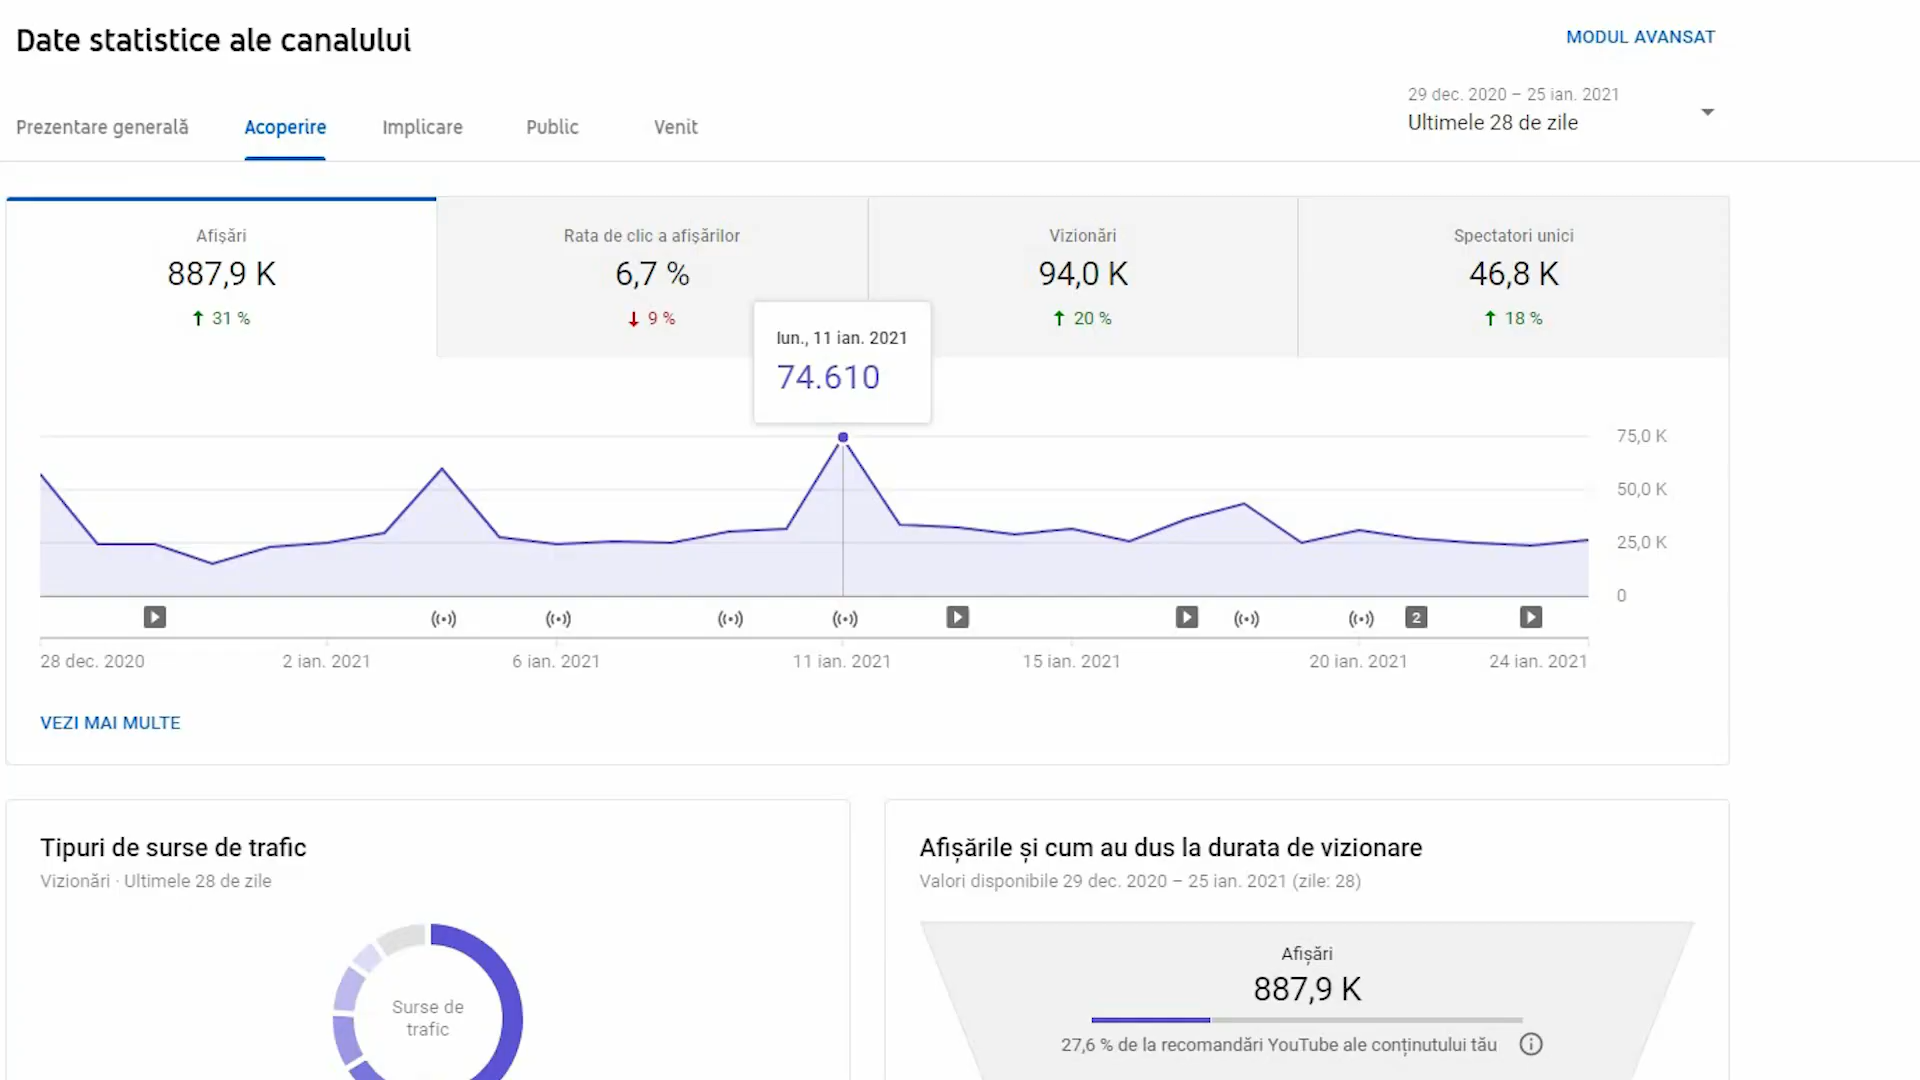 Date statistice ale canalului
MODUL AVANSAT
Prezentare generală
Acoperire
Implicare
Public
Venit
29 dec. 2020 – 25 ian. 2021
Ultimele 28 de zile
Afișări
887,9 K
31 %
Rata de clic a afișărilor
6,7 %
9 %
Vizionări
94,0 K
20 %
Spectatori unici
46,8 K
18 %
lun., 11 ian. 2021
74.610
75,0 K
50,0 K
25,0 K
0
2
28 dec. 2020
2 ian. 2021
6 ian. 2021
11 ian. 2021
15 ian. 2021
20 ian. 2021
24 ian. 2021
VEZI MAI MULTE
Tipuri de surse de trafic
Vizionări · Ultimele 28 de zile
Surse de
trafic
Afișările și cum au dus la durata de vizionare
Valori disponibile 29 dec. 2020 – 25 ian. 2021 (zile: 28)
Afișări
887,9 K
27,6 % de la recomandări YouTube ale conținutului tău